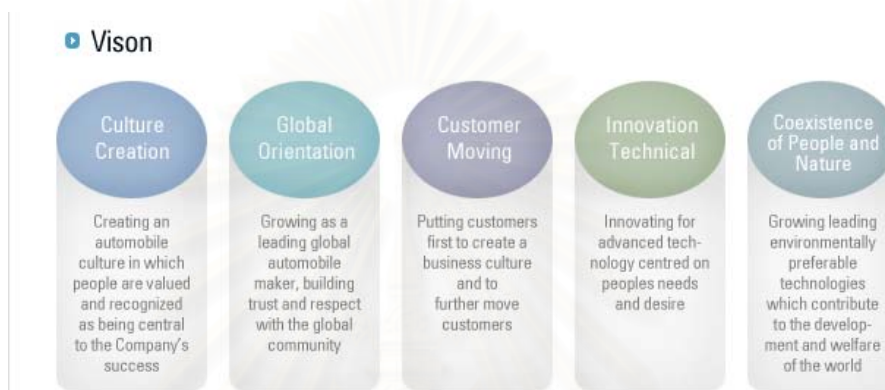 Vison
Culture
Creation
Creating an
automobile
culture in which
people are valued
and recognized
as being central
to the Company's
success
Global
Orientation
Growing as a
leading global
automobile
maker, building
trust and respect
with the global
community
Customer
Moving
Putting customers
first to create a
business culture
and to
further move
customers
Innovation
Technical
Innovating for
advanced tech-
nology centred on
peoples needs
and desire
Coexistence
of People and
Nature
Growing leading
environmentally
preferable
technologies
which contribute
to the develop-
ment and welfare
of the world